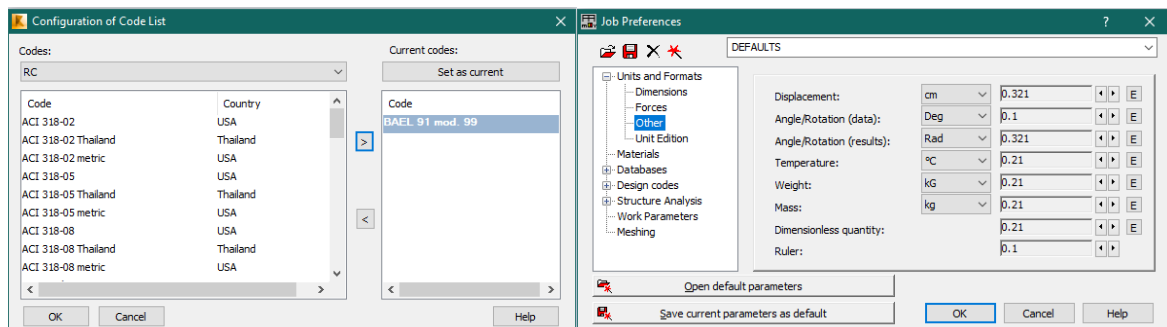 Configuration of Code List
Codes:
Current codes:
RC
Set as current
Code Country
ACI 318-02 USA
ACI 318-02 Thailand Thailand
ACI 318-02 metric USA
ACI 318-05 USA
ACI 318-05 Thailand Thailand
ACI 318-05 metric USA
ACI 318-08 USA
ACI 318-08 Thailand Thailand
ACI 318-08 metric USA
>
<
Code
BAEL 91 mod. 99
OK Cancel Help
Job Preferences
DEFAULTS
Units and Formats
Dimensions
Forces
Other
Unit Edition
Materials
Databases
Design codes
Structure Analysis
Work Parameters
Meshing
Displacement: cm 0.321 E
Angle/Rotation (data): Deg 0.1 E
Angle/Rotation (results): Rad 0.321 E
Temperature: ºC 0.21 E
Weight: kG 0.21 E
Mass: kg 0.21 E
Dimensionless quantity: 0.21 E
Ruler: 0.1
Open default parameters
Save current parameters as default
OK Cancel Help